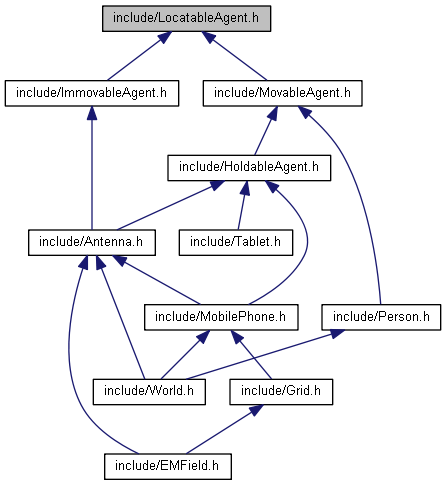 include/LocatableAgent.h
include/ImmovableAgent.h
include/MovableAgent.h
include/HoldableAgent.h
include/Antenna.h
include/Tablet.h
include/MobilePhone.h
include/Person.h
include/World.h
include/Grid.h
include/EMField.h